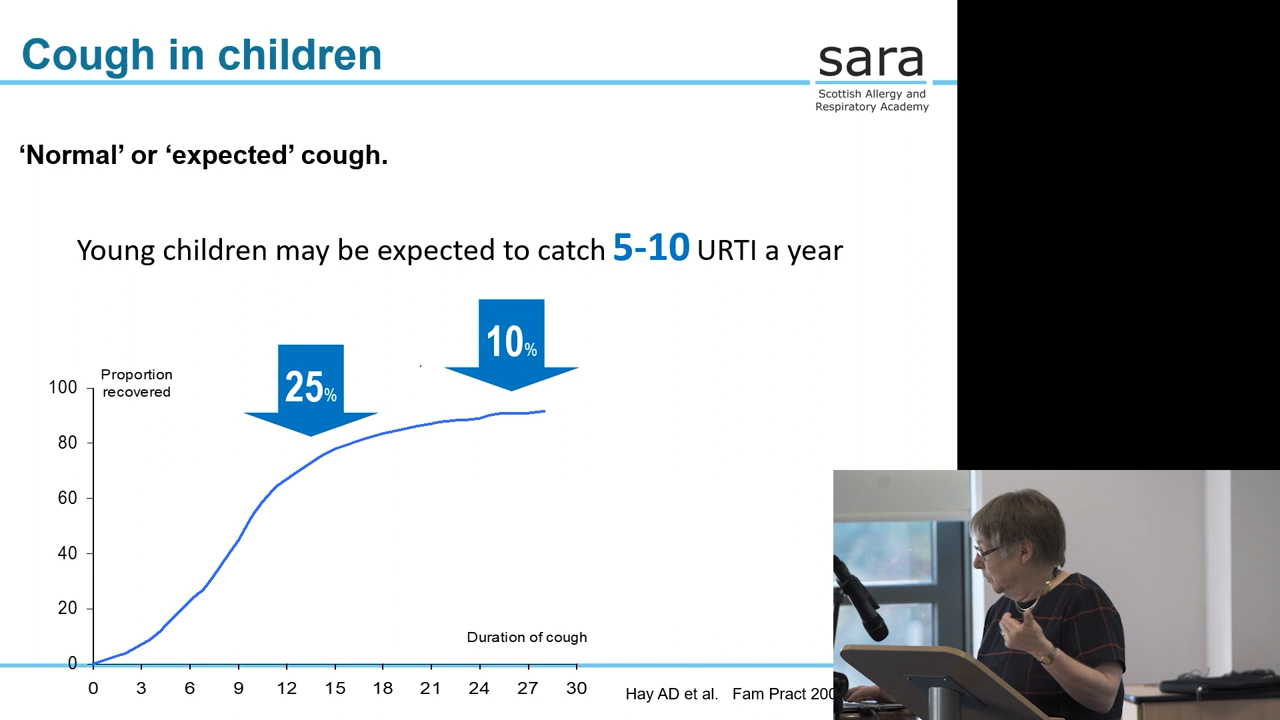 Cough in children
sara
Scottish Allergy and
Respiratory Academy
‘Normal’ or ‘expected’ cough.
Young children may be expected to catch 5-10 URTI a year
10%
25%
Proportion
recovered
100
80
60
40
20
0
Duration of cough
0 3 6 9 12 15 18 21 24 27 30
Hay AD et al. Fam Pract